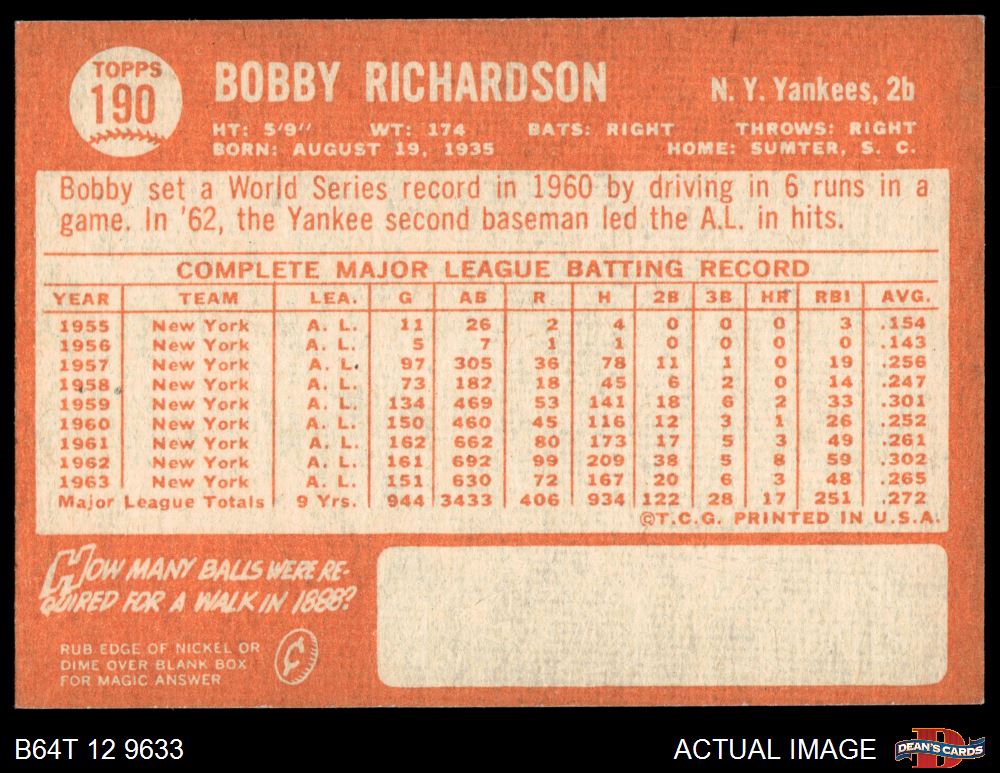 TOPPS
190
BOBBY RICHARDSON
N. Y. Yankees, 2b
HT: 5'9" WT: 174 BATS: RIGHT THROWS: RIGHT
BORN: AUGUST 19, 1935 HOME: SUMTER, S. C.
Bobby set a World Series record in 1960 by driving in 6 runs in a
game. In '62, the Yankee second baseman led the A.L. in hits.
COMPLETE MAJOR LEAGUE BATTING RECORD
YEAR TEAM LEA. G AB R H 2B 3B HR RBI AVG.
1955 New York A. L. 11 26 2 4 0 0 0 3 .154
1956 New York A. L. 5 7 1 1 0 0 0 0 .143
1957 New York A. L. 97 305 36 78 11 1 0 19 .256
1958 New York A. L. 73 182 18 45 6 2 0 14 .247
1959 New York A. L. 134 469 53 141 18 6 2 33 .301
1960 New York A. L. 150 460 45 116 12 3 1 26 .252
1961 New York A. L. 162 662 80 173 17 5 3 49 .261
1962 New York A. L. 161 692 99 209 38 5 8 59 .302
1963 New York A. L. 151 630 72 167 20 6 3 48 .265
Major League Totals 9 Yrs. 944 3433 406 934 122 28 17 251 .272
©T.C.G. PRINTED IN U.S.A.
HOW MANY BALLS WERE RE-
QUIRED FOR A WALK IN 1888?
RUB EDGE OF NICKEL OR
DIME OVER BLANK BOX
FOR MAGIC ANSWER
¢
B64T 12 9633
ACTUAL IMAGE
D
DEAN'S CARDS